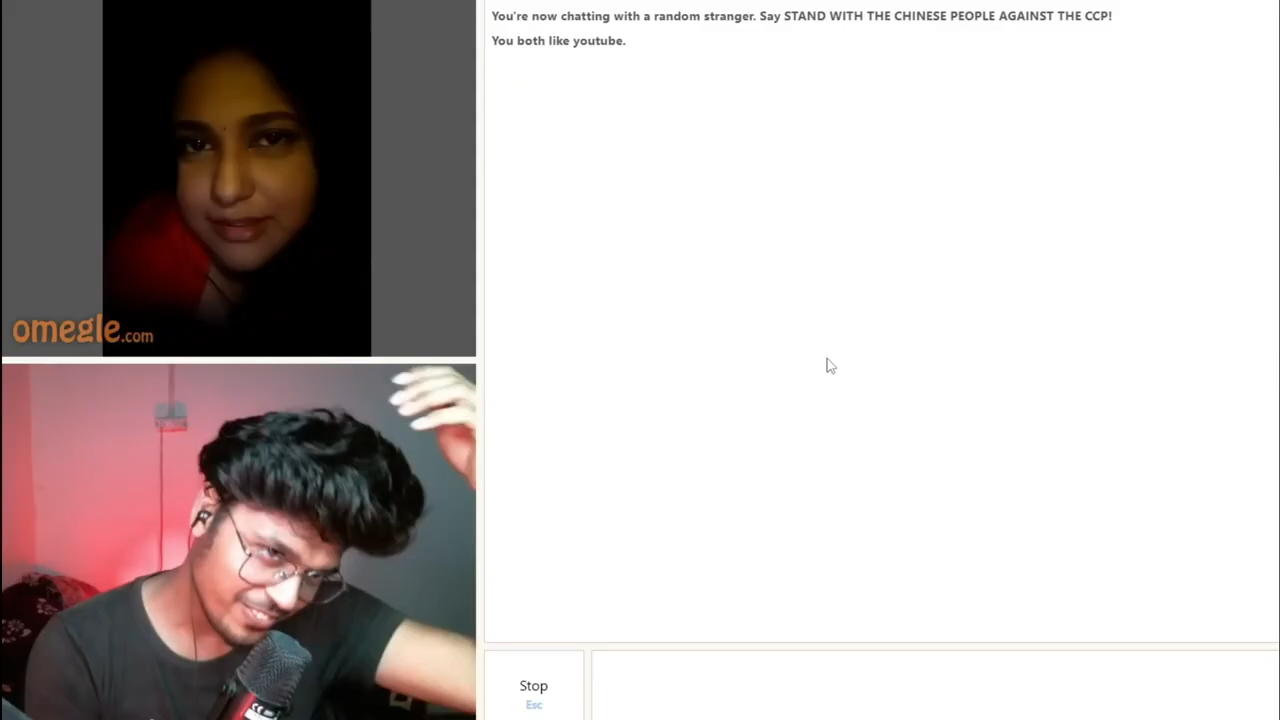 You're now chatting with a random stranger. Say STAND WITH THE CHINESE PEOPLE AGAINST THE CCP!
You both like youtube.
omegle.com
Stop
Esc